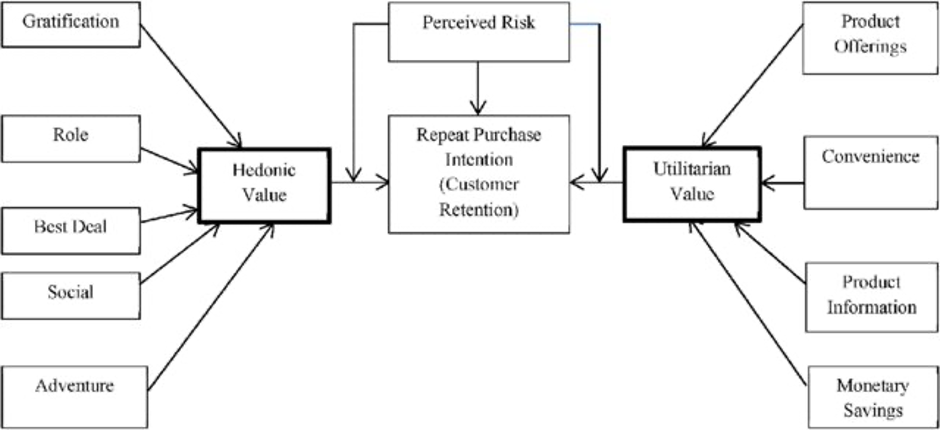 Gratification
Role
Best Deal
Social
Adventure
Hedonic
Value
Perceived Risk
Repeat Purchase
Intention
(Customer
Retention)
Utilitarian
Value
Product
Offerings
Convenience
Product
Information
Monetary
Savings